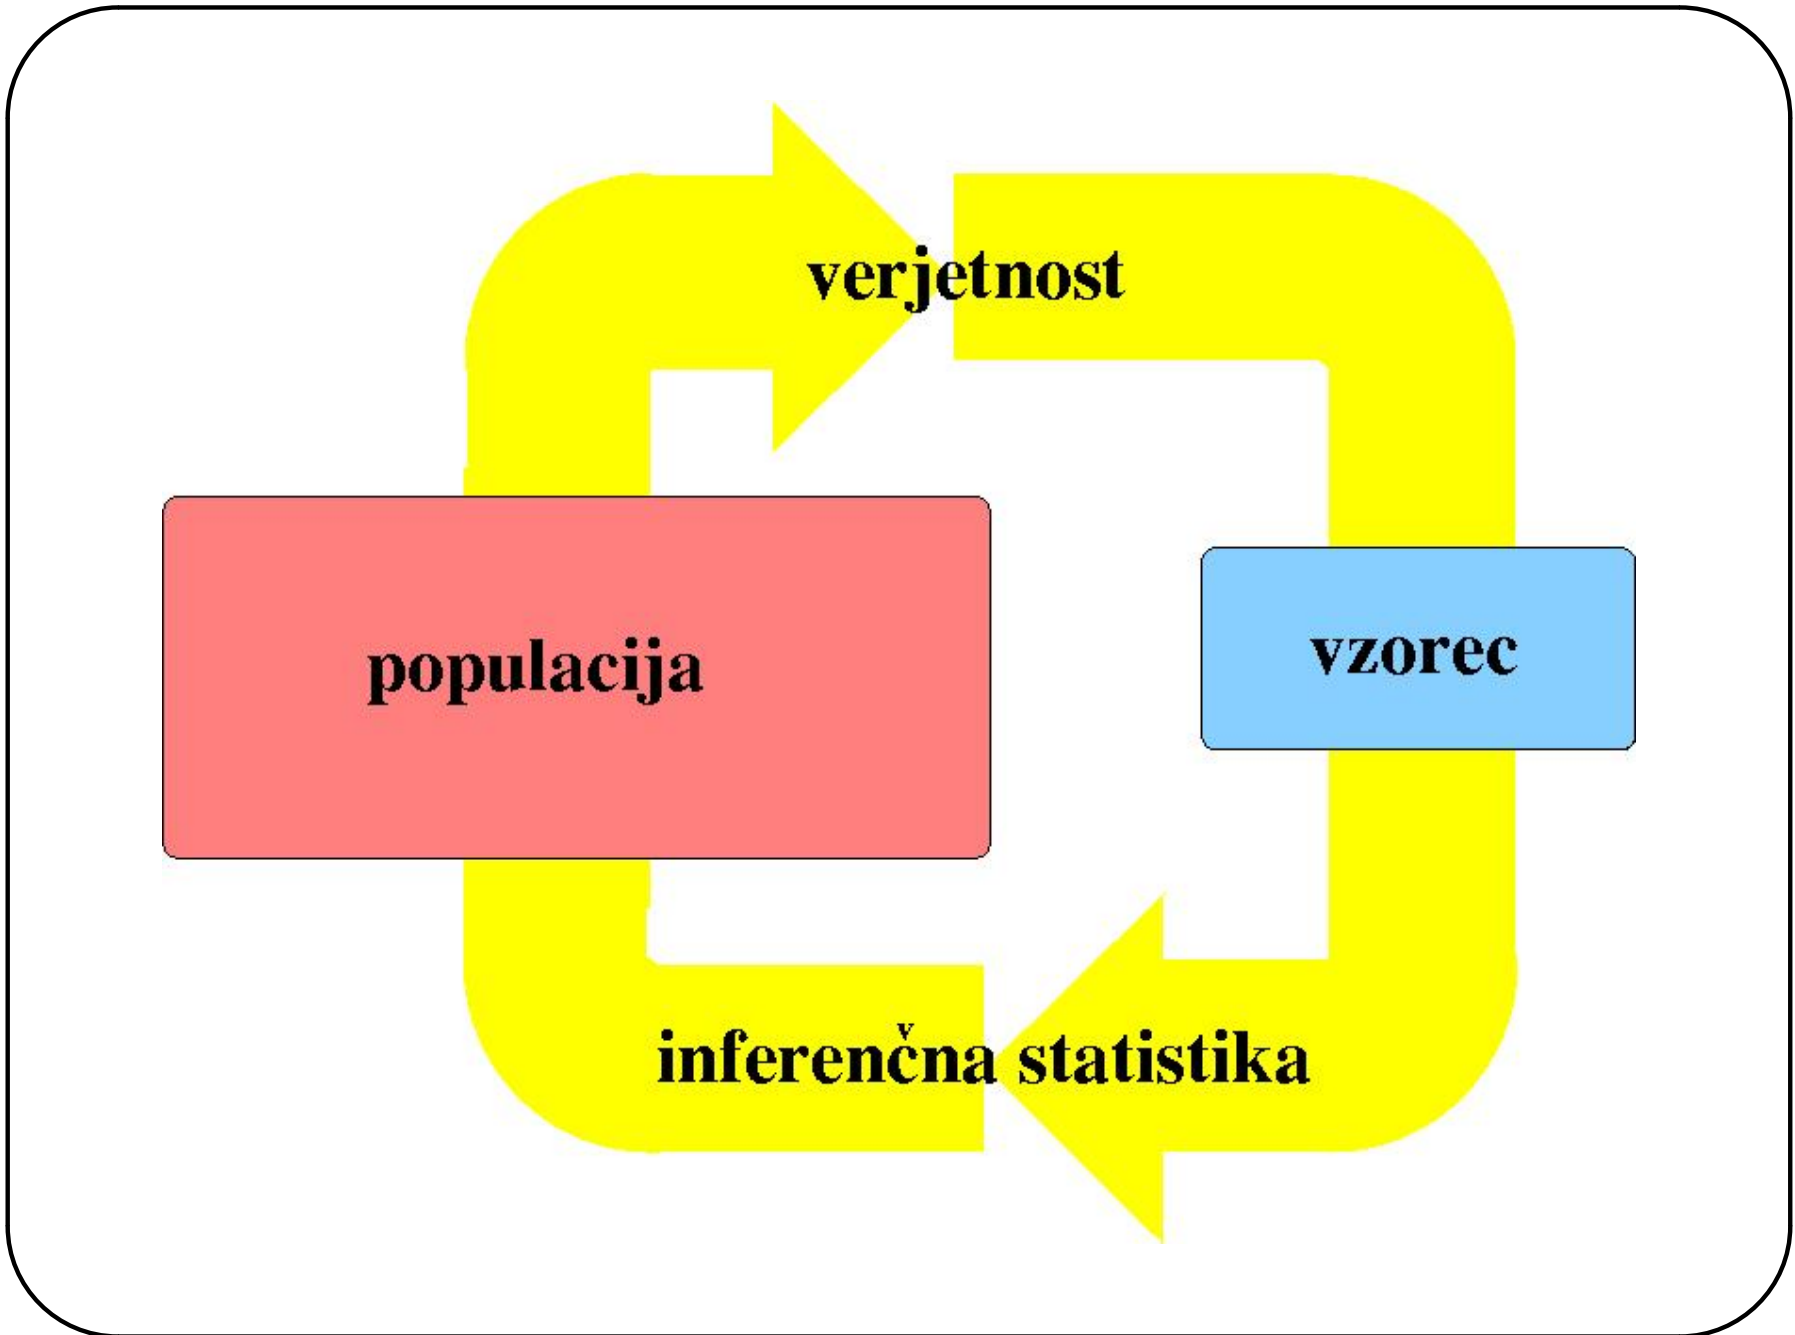 verjetnost
populacija
vzorec
inferenčna statistika